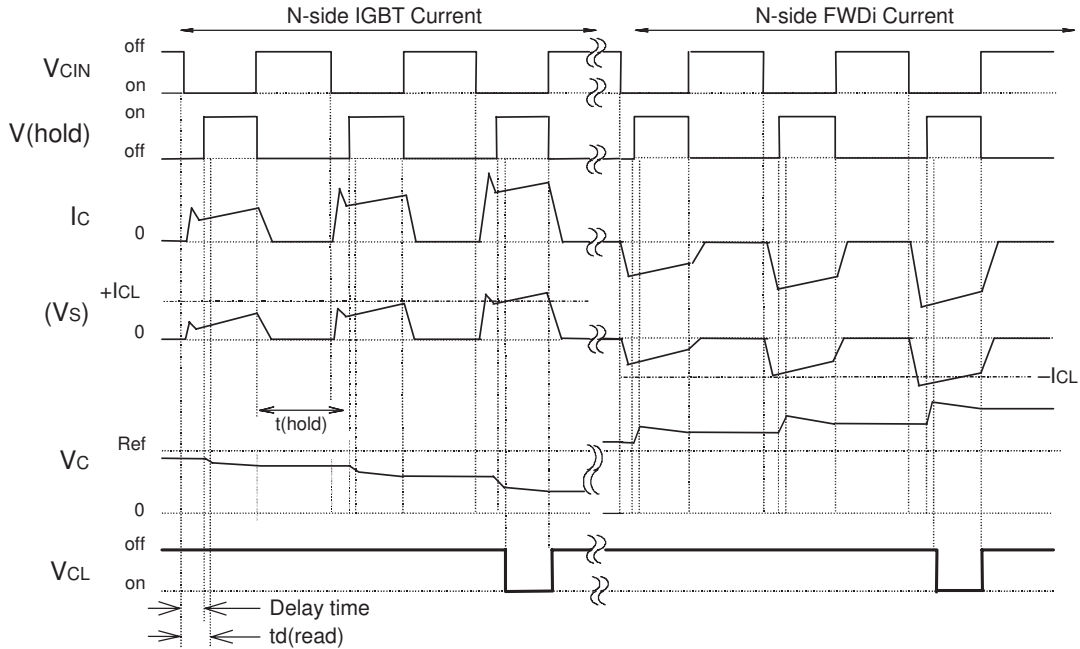 N-side IGBT Current
N-side FWDi Current
off
VCIN
on
on
V(hold)
off
IC
0
+ICL
(VS)
0
–ICL
t(hold)
Ref
VC
0
off
VCL
on
Delay time
td(read)